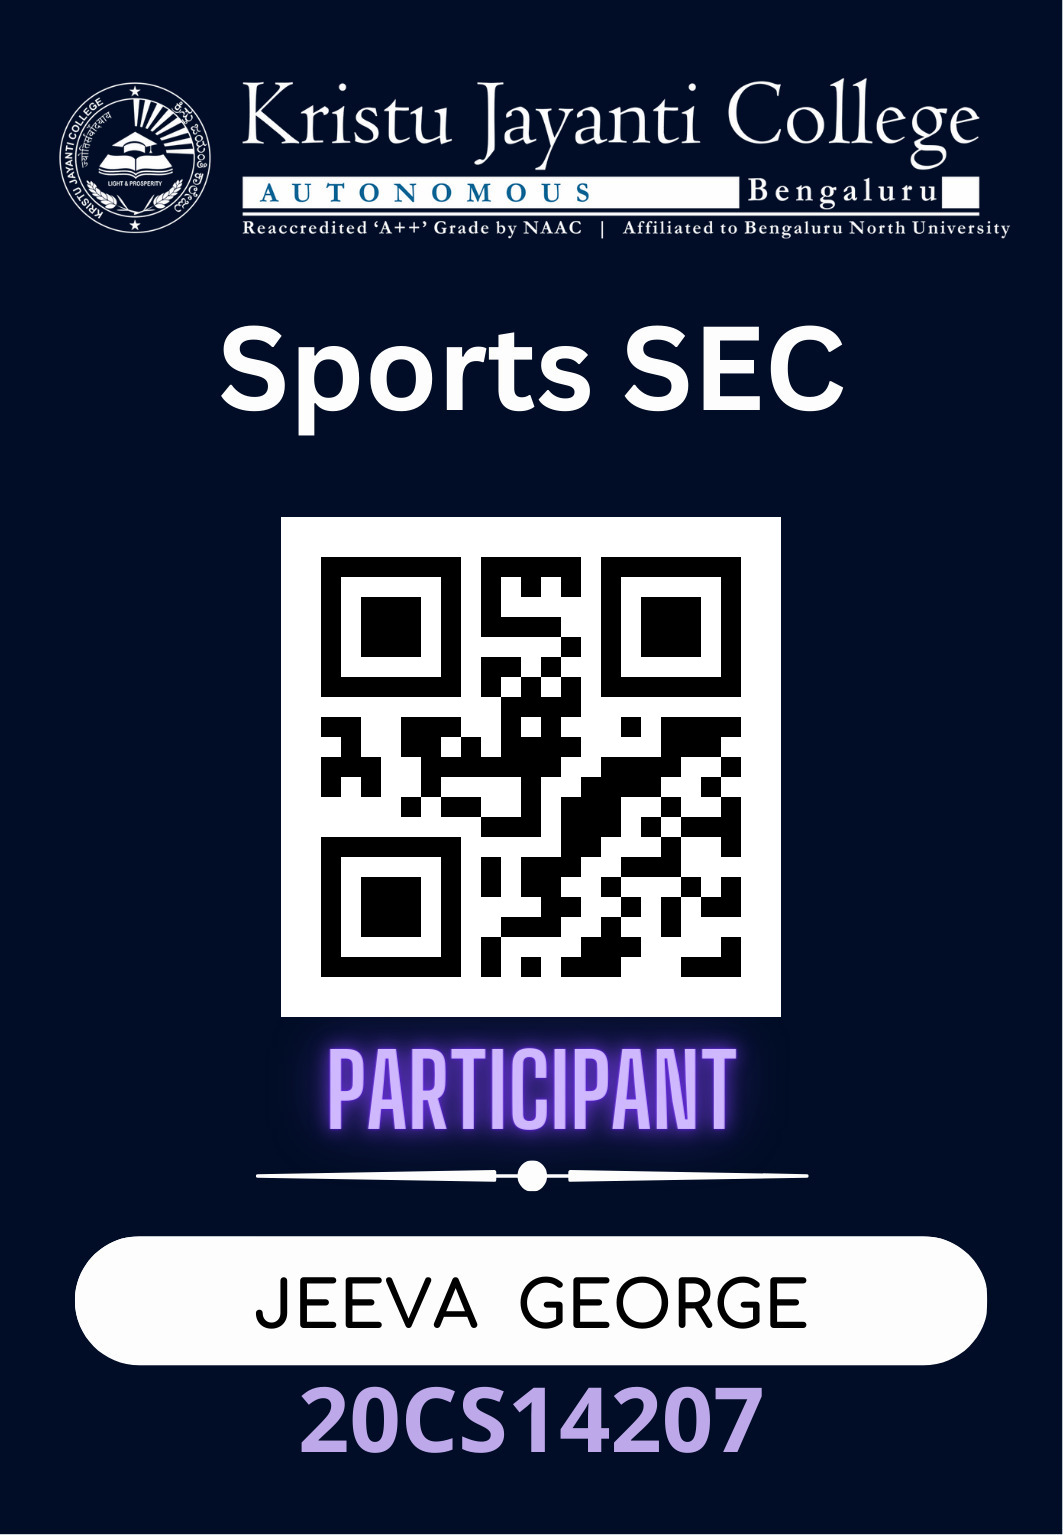 KRISTU JAYANTI COLLEGE
ಕ್ರಿಸ್ತು ಜಯಂತಿ ಕಾಲೇಜು
LIGHT & PROSPERITY
Kristu Jayanti College
AUTONOMOUS Bengaluru
Reaccredited ‘A++’ Grade by NAAC | Affiliated to Bengaluru North University
Sports SEC
PARTICIPANT
JEEVA GEORGE
20CS14207